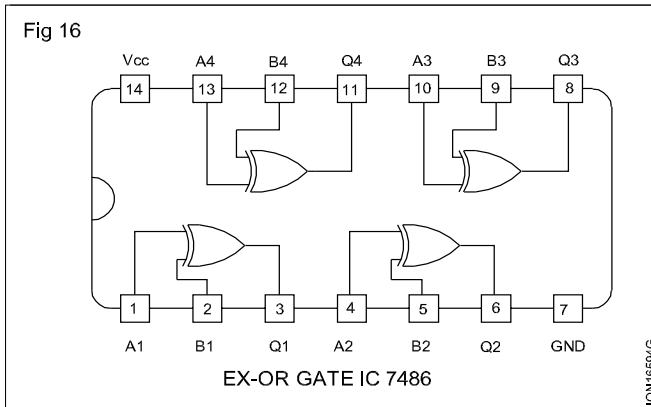 Fig 16
Vcc A4 B4 Q4 A3 B3 Q3
14 13 12 11 10 9 8
1 2 3 4 5 6 7
A1 B1 Q1 A2 B2 Q2 GND
EX-OR GATE IC 7486